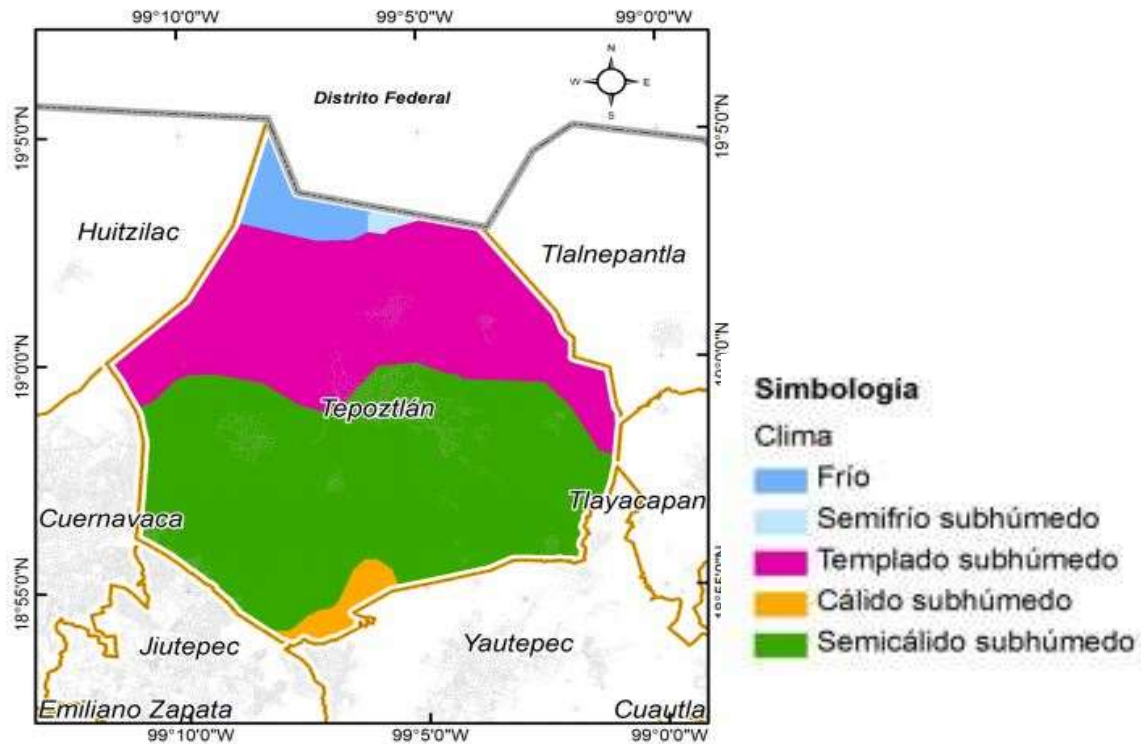 99°10'0"W
99°5'0"W
99°0'0"W
N
W
E
S
Distrito Federal
19°5'0"N
19°5'0"N
Huitzilac
Tlalnepantla
19°0'0"N
19°0'0"N
Tepoztlán
Cuernavaca
Tlayacapan
18°55'0"N
18°55'0"N
Jiutepec
Yautepec
Emiliano Zapata
Cuautla
99°10'0"W
99°5'0"W
99°0'0"W
Simbología
Clima
Frío
Semifrío subhúmedo
Templado subhúmedo
Cálido subhúmedo
Semicálido subhúmedo